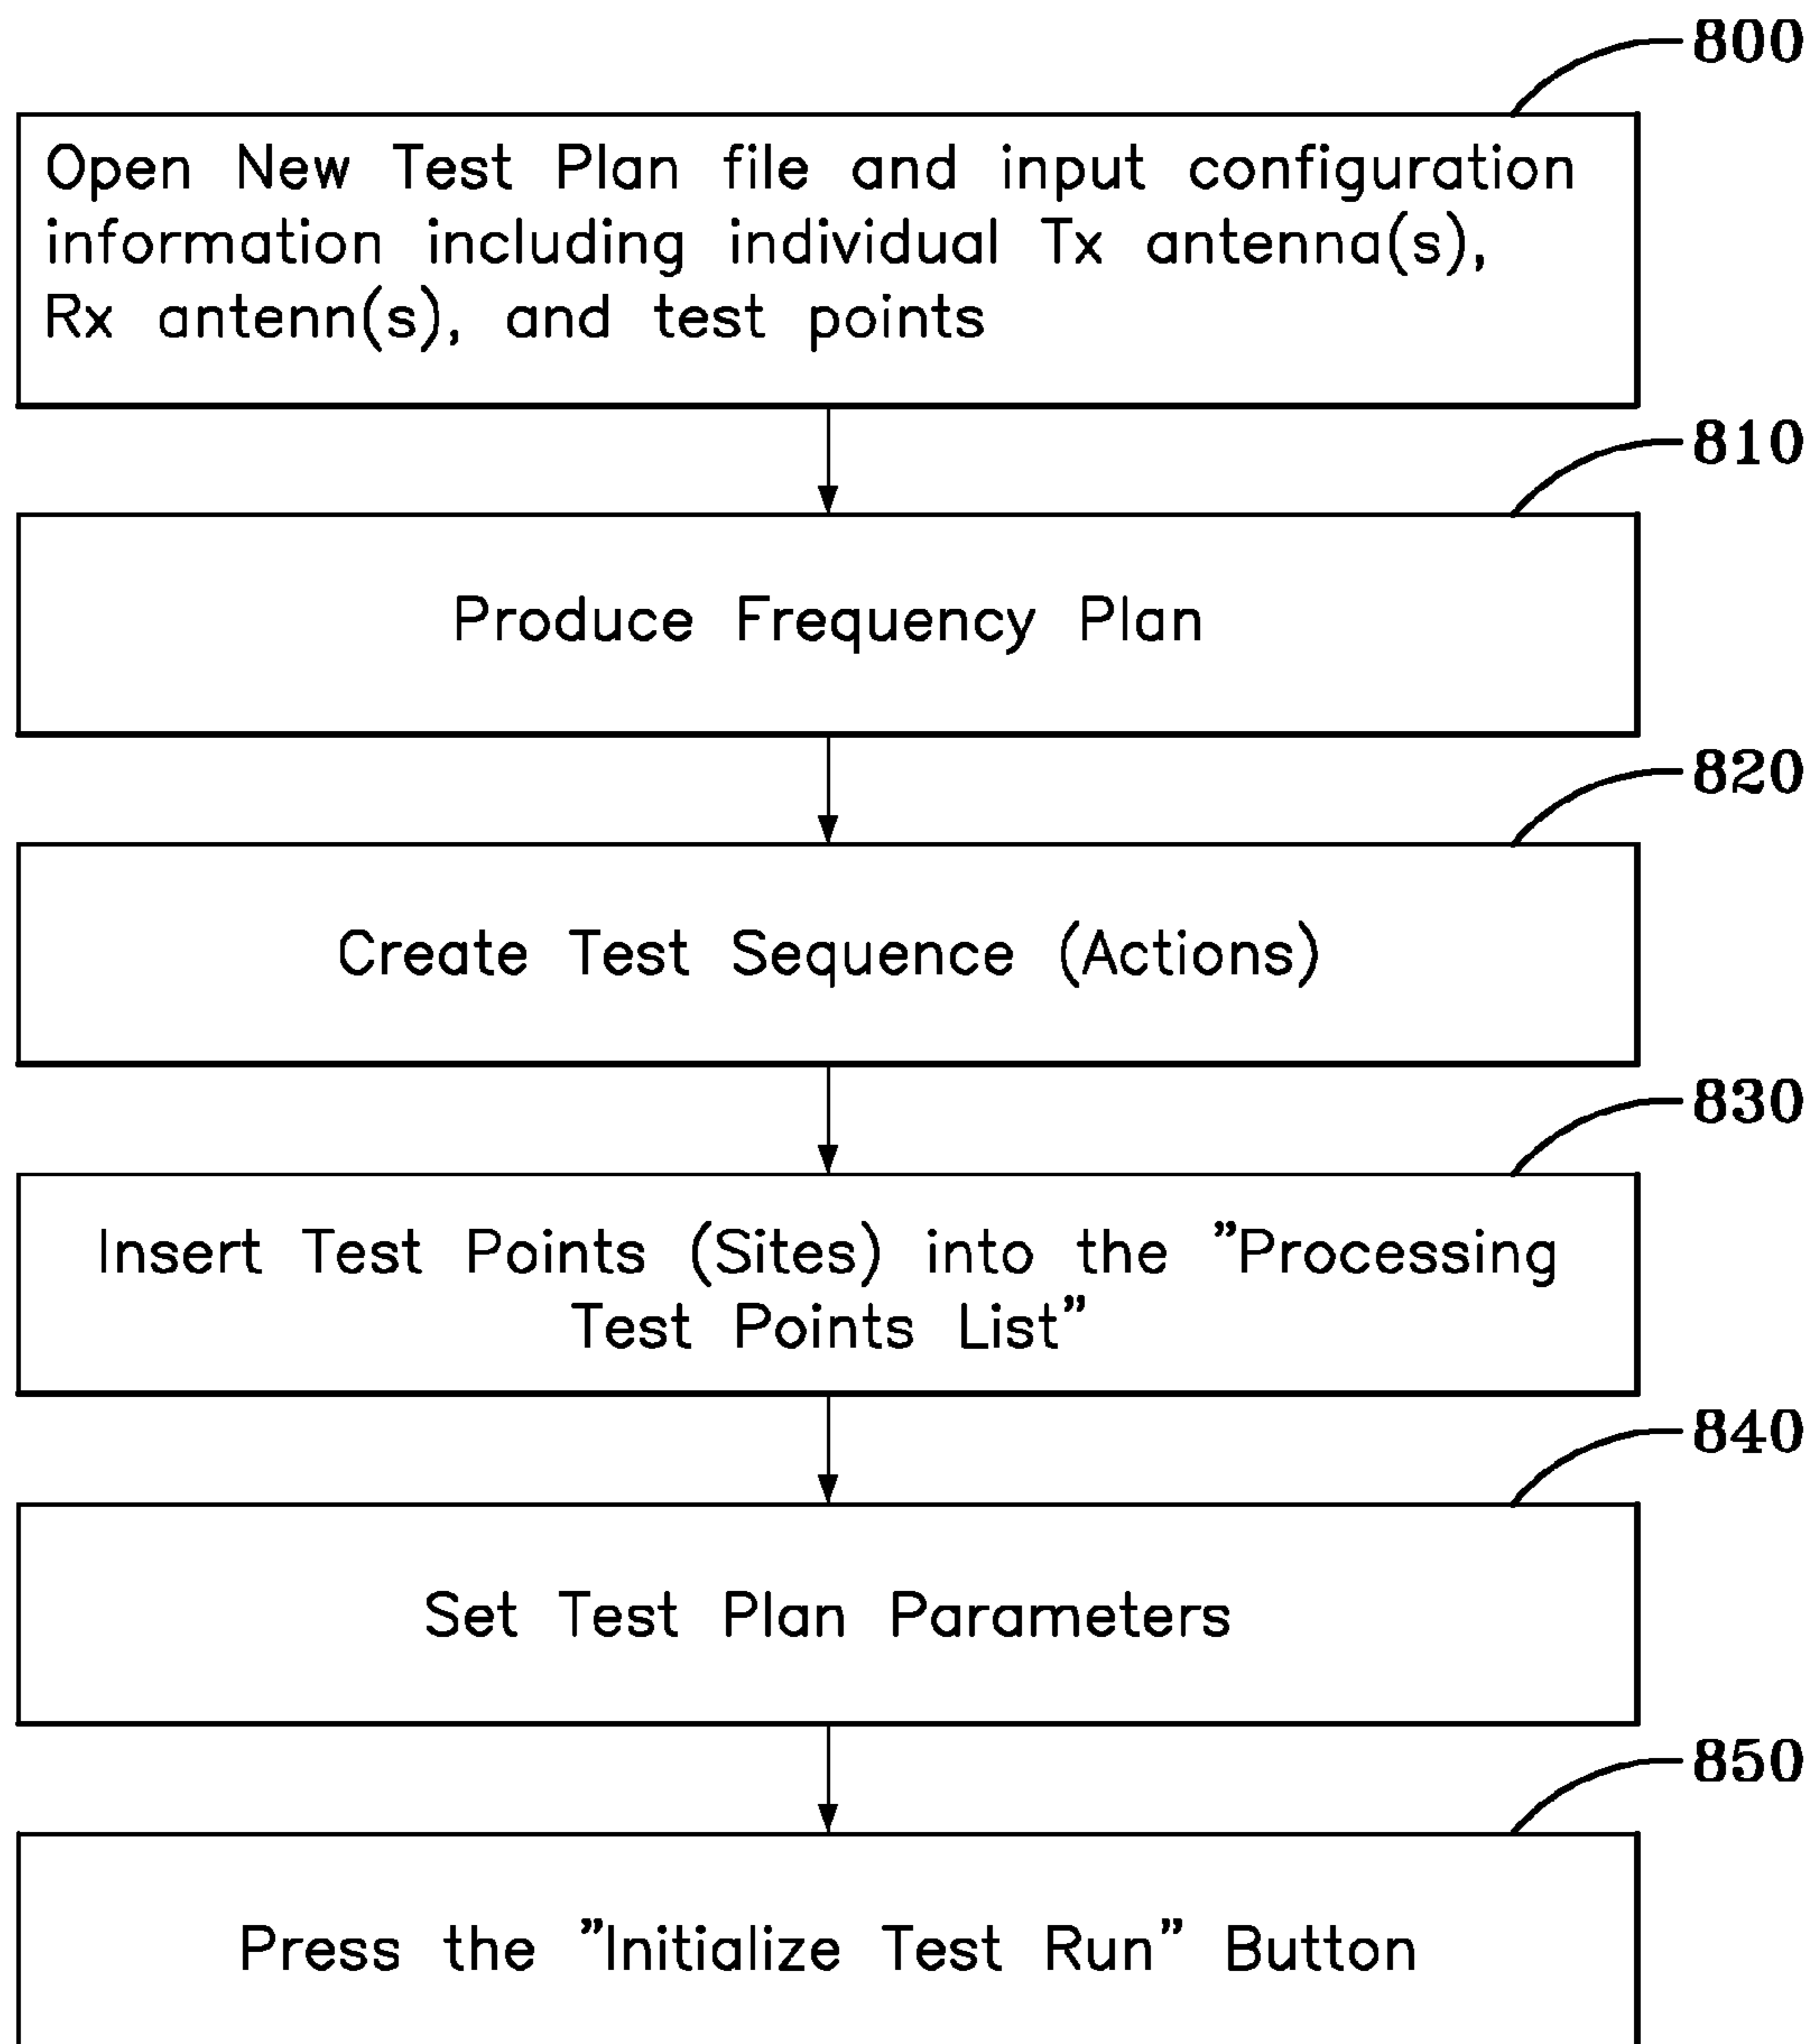 800
Open New Test Plan file and input configuration
information including individual Tx antenna(s),
Rx antenn(s), and test points
810
Produce Frequency Plan
820
Create Test Sequence (Actions)
830
Insert Test Points (Sites) into the ”Processing
Test Points List”
840
Set Test Plan Parameters
850
Press the ”Initialize Test Run” Button